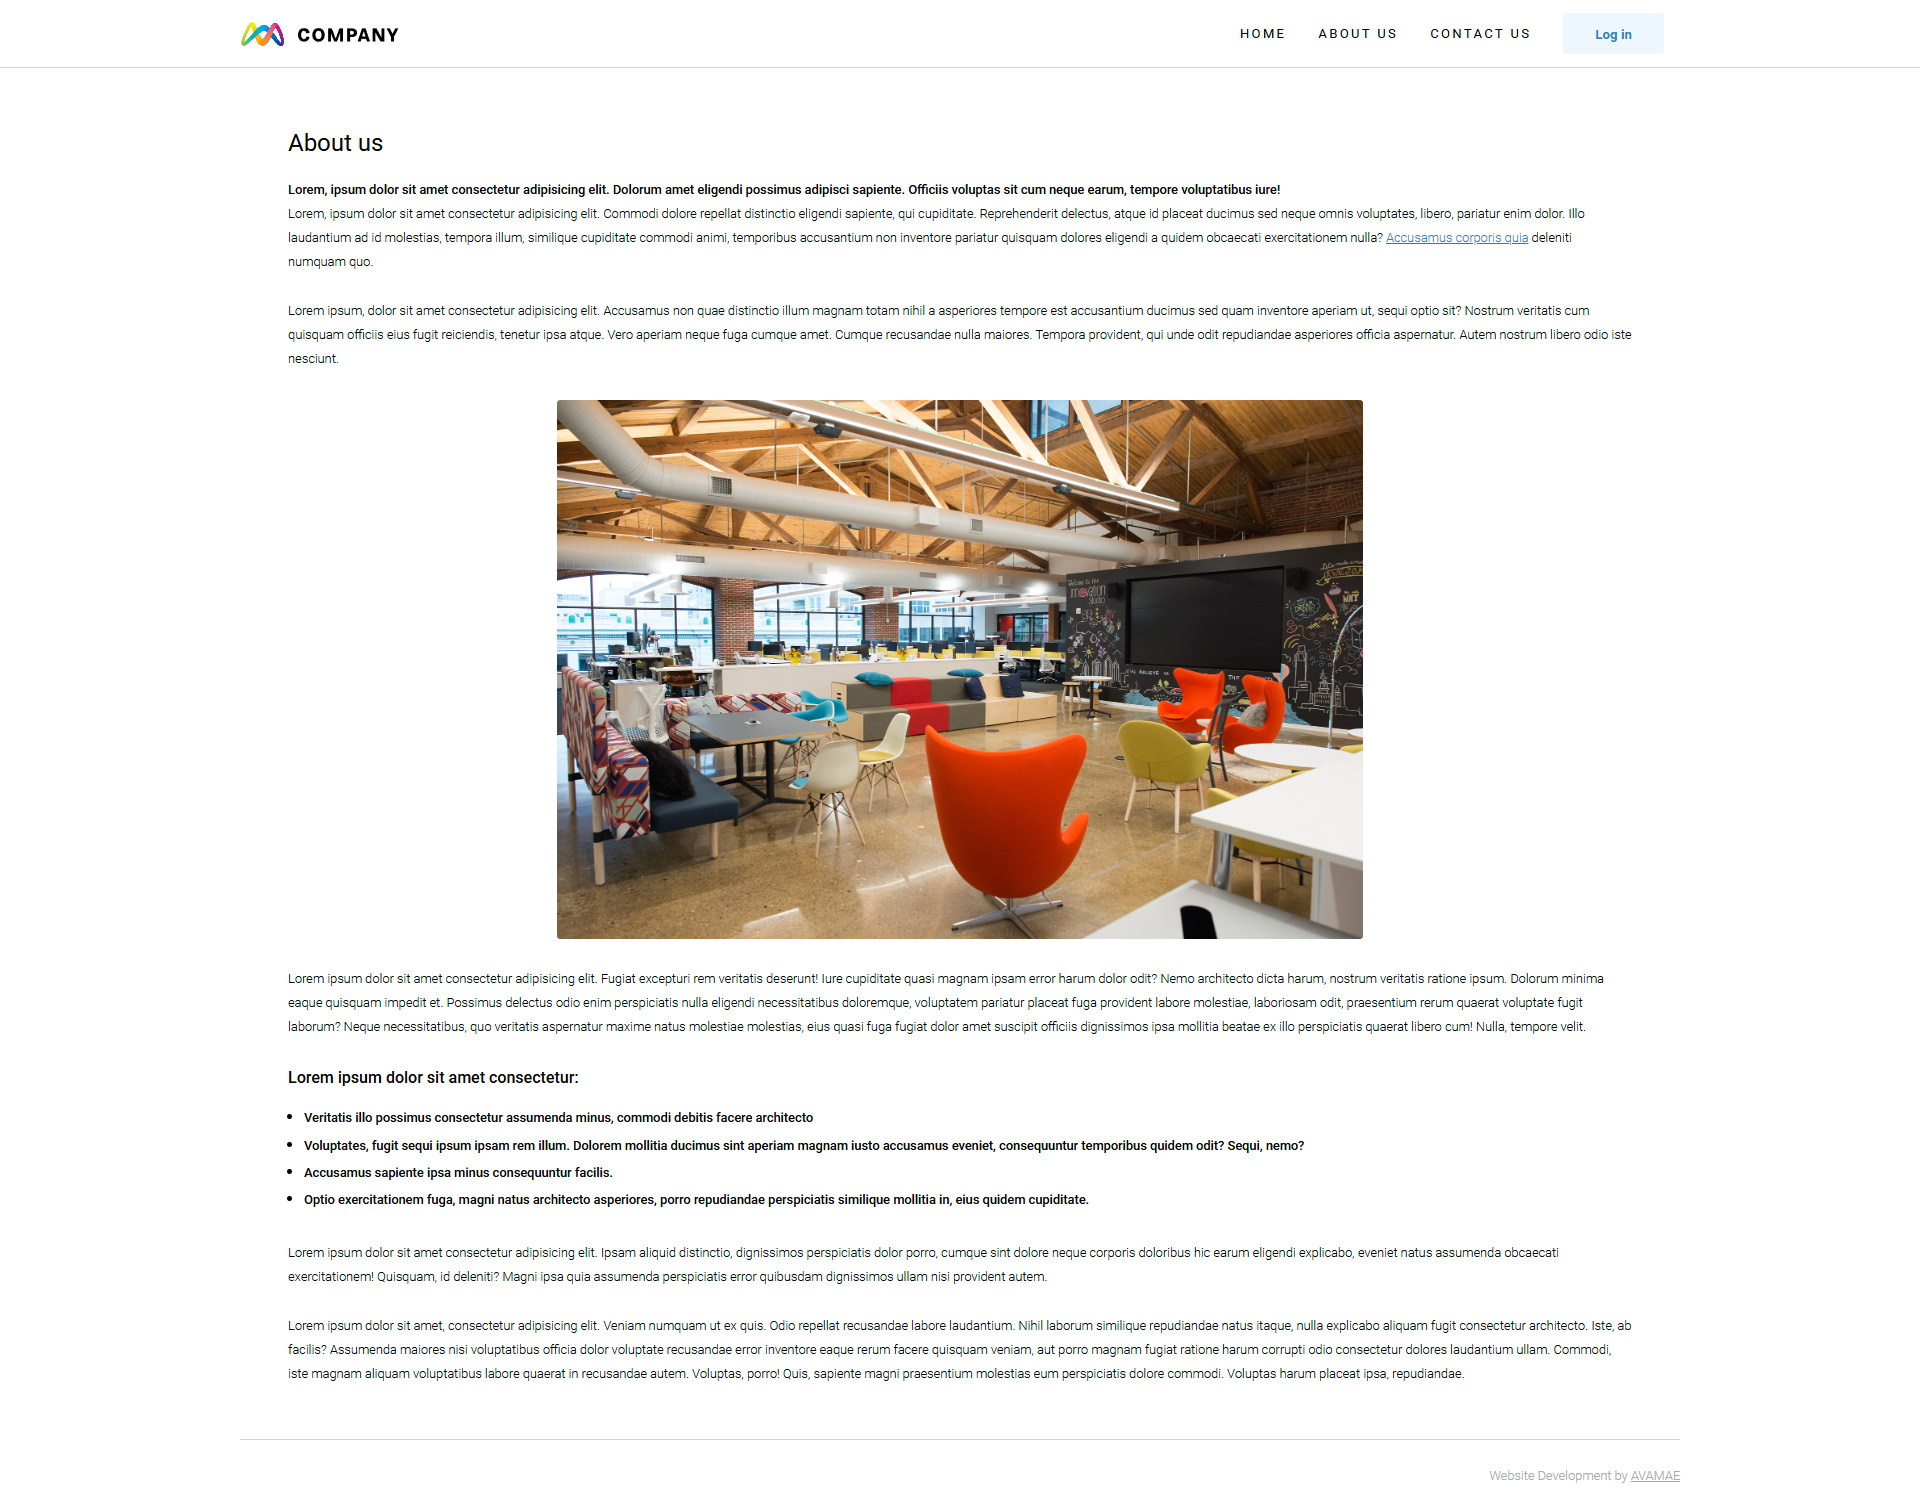 COMPANY
HOME
ABOUT US
CONTACT US
Log in
About us
Lorem, ipsum dolor sit amet consectetur adipisicing elit. Dolorum amet eligendi possimus adipisci sapiente. Officiis voluptas sit cum neque earum, tempore voluptatibus iure!
Lorem, ipsum dolor sit amet consectetur adipisicing elit. Commodi dolore repellat distinctio eligendi sapiente, qui cupiditate. Reprehenderit delectus, atque id placeat ducimus sed neque omnis voluptates, libero, pariatur enim dolor. Illo
laudantium ad id molestias, tempora illum, similique cupiditate commodi animi, temporibus accusantium non inventore pariatur quisquam dolores eligendi a quidem obcaecati exercitationem nulla? Accusamus corporis quia deleniti
numquam quo.
Lorem ipsum, dolor sit amet consectetur adipisicing elit. Accusamus non quae distinctio illum magnam totam nihil a asperiores tempore est accusantium ducimus sed quam inventore aperiam ut, sequi optio sit? Nostrum veritatis cum
quisquam officiis eius fugit reiciendis, tenetur ipsa atque. Vero aperiam neque fuga cumque amet. Cumque recusandae nulla maiores. Tempora provident, qui unde odit repudiandae asperiores officia aspernatur. Autem nostrum libero odio iste
nesciunt.
Welcome to the
Studio
Lorem ipsum dolor sit amet consectetur adipisicing elit. Fugiat excepturi rem veritatis deserunt! Iure cupiditate quasi magnam ipsam error harum dolor odit? Nemo architecto dicta harum, nostrum veritatis ratione ipsum. Dolorum minima
eaque quisquam impedit et. Possimus delectus odio enim perspiciatis nulla eligendi necessitatibus doloremque, voluptatem pariatur placeat fuga provident labore molestiae, laboriosam odit, praesentium rerum quaerat voluptate fugit
laborum? Neque necessitatibus, quo veritatis aspernatur maxime natus molestiae molestias, eius quasi fuga fugiat dolor amet suscipit officiis dignissimos ipsa mollitia beatae ex illo perspiciatis quaerat libero cum! Nulla, tempore velit.
Lorem ipsum dolor sit amet consectetur:
• Veritatis illo possimus consectetur assumenda minus, commodi debitis facere architecto
• Voluptates, fugit sequi ipsum ipsam rem illum. Dolorem mollitia ducimus sint aperiam magnam iusto accusamus eveniet, consequuntur temporibus quidem odit? Sequi, nemo?
• Accusamus sapiente ipsa minus consequuntur facilis.
• Optio exercitationem fuga, magni natus architecto asperiores, porro repudiandae perspiciatis similique mollitia in, eius quidem cupiditate.
Lorem ipsum dolor sit amet consectetur adipisicing elit. Ipsam aliquid distinctio, dignissimos perspiciatis dolor porro, cumque sint dolore neque corporis doloribus hic earum eligendi explicabo, eveniet natus assumenda obcaecati
exercitationem! Quisquam, id deleniti? Magni ipsa quia assumenda perspiciatis error quibusdam dignissimos ullam nisi provident autem.
Lorem ipsum dolor sit amet, consectetur adipisicing elit. Veniam numquam ut ex quis. Odio repellat recusandae labore laudantium. Nihil laborum similique repudiandae natus itaque, nulla explicabo aliquam fugit consectetur architecto. Iste, ab
facilis? Assumenda maiores nisi voluptatibus officia dolor voluptate recusandae error inventore eaque rerum facere quisquam veniam, aut porro magnam fugiat ratione harum corrupti odio consectetur dolores laudantium ullam. Commodi,
iste magnam aliquam voluptatibus labore quaerat in recusandae autem. Voluptas, porro! Quis, sapiente magni praesentium molestias eum perspiciatis dolore commodi. Voluptas harum placeat ipsa, repudiandae.
Website Development by AVAMAE